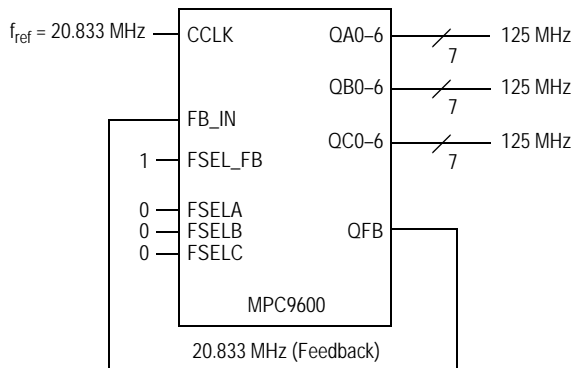 f_ref = 20.833 MHz
CCLK
QA0–6
7
125 MHz
QB0–6
7
125 MHz
FB_IN
QC0–6
7
125 MHz
1
FSEL_FB
0
FSELA
0
FSELB
QFB
0
FSELC
MPC9600
20.833 MHz (Feedback)